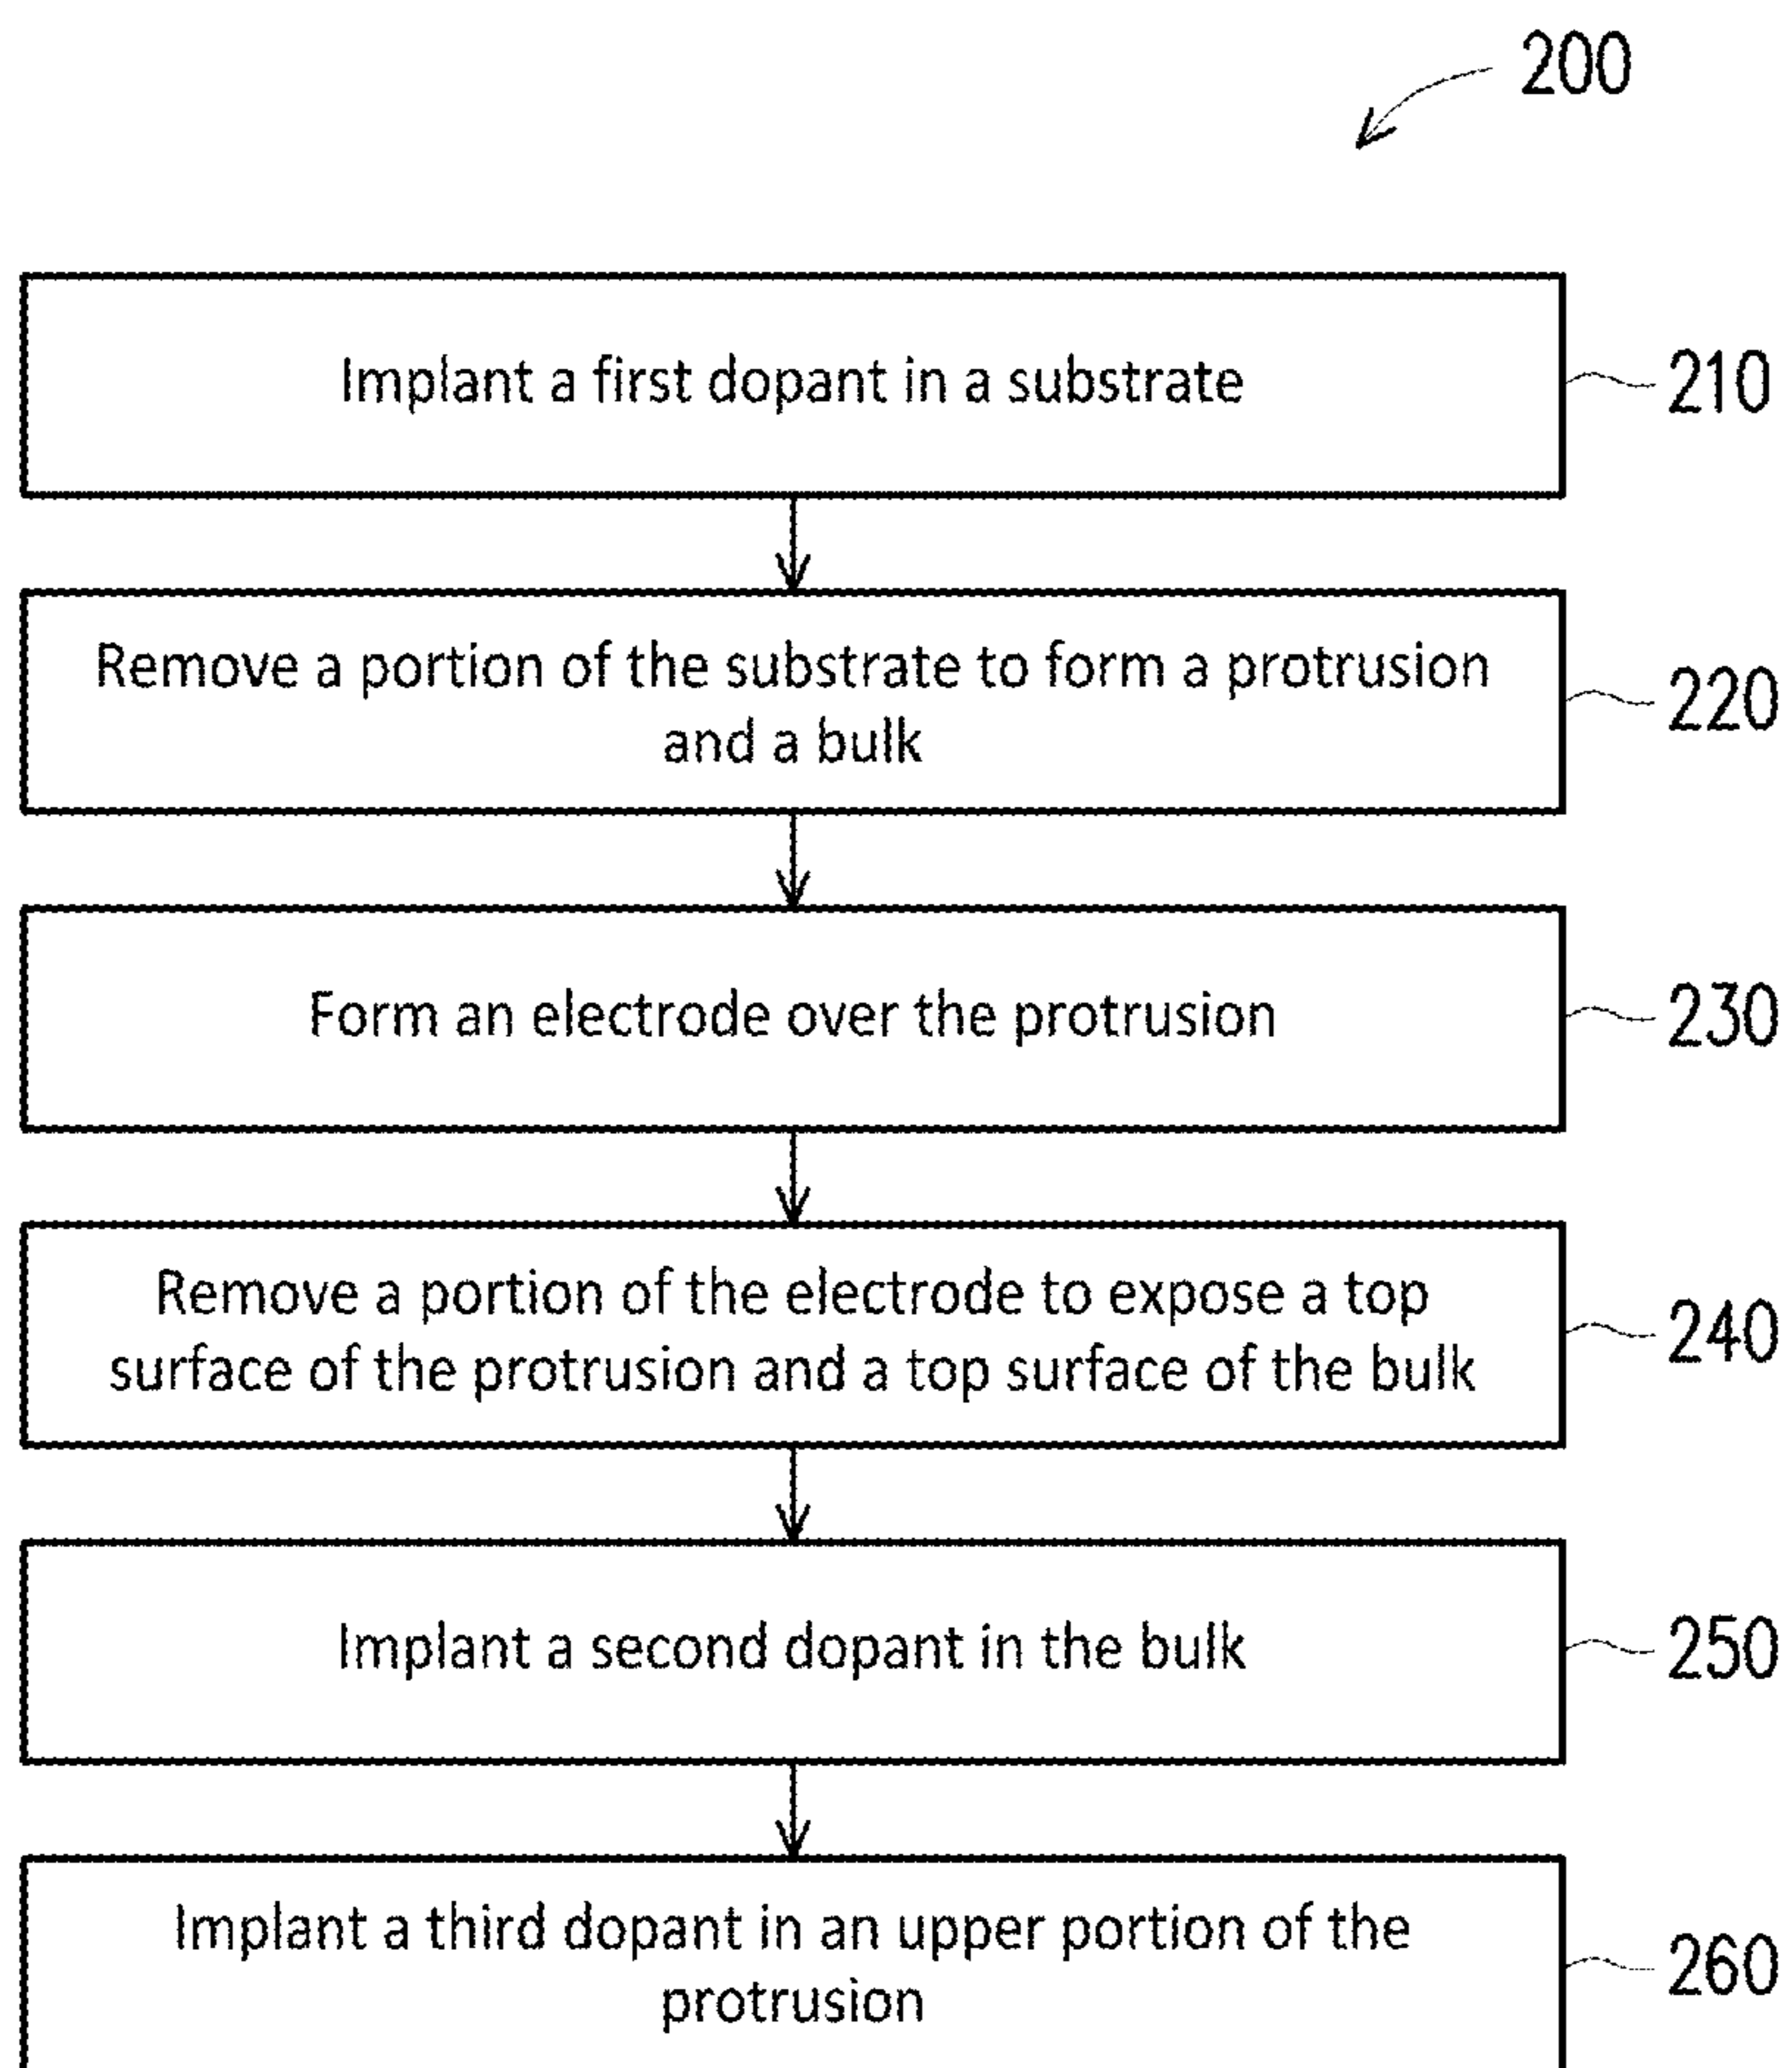 200
Implant a first dopant in a substrate
210
Remove a portion of the substrate to form a protrusion
and a bulk
220
Form an electrode over the protrusion
230
Remove a portion of the electrode to expose a top
surface of the protrusion and a top surface of the bulk
240
Implant a second dopant in the bulk
250
Implant a third dopant in an upper portion of the
protrusion
260